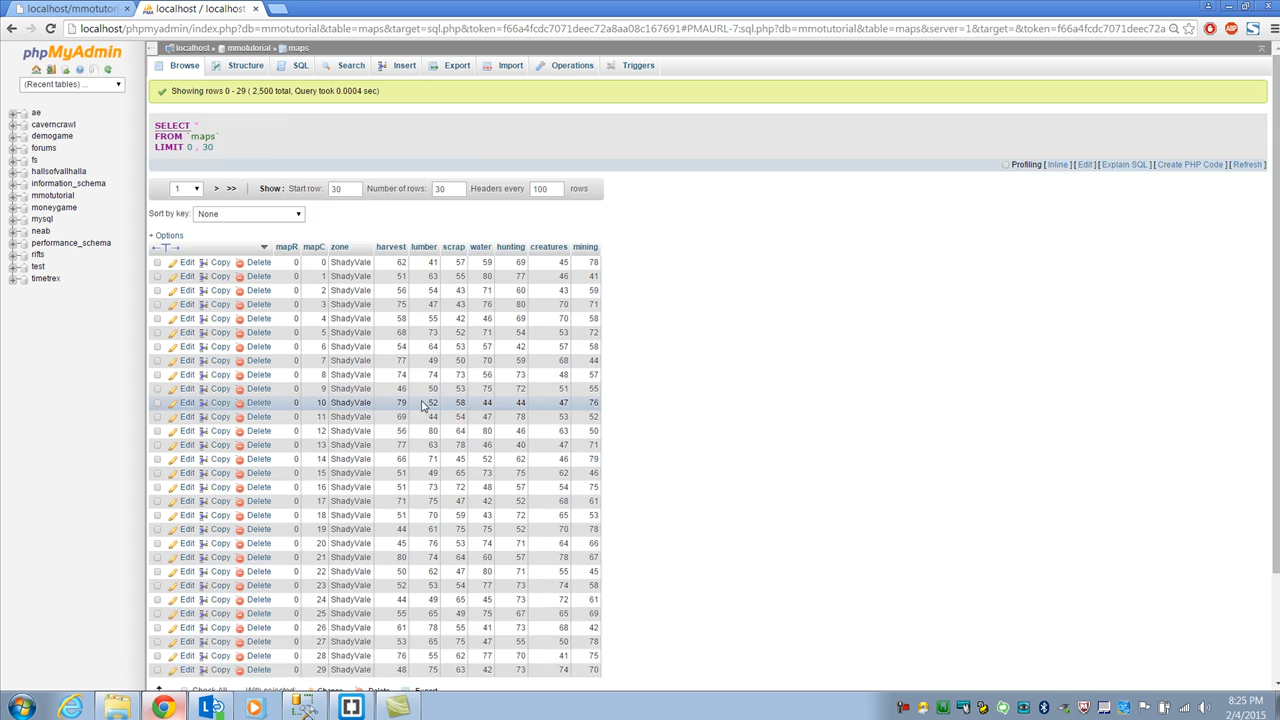 localhost/mmotutori ×
localhost / localhost ×
localhost/phpmyadmin/index.php?db=mmotutorial&table=maps&target=sql.php&token=f66a4fcdc7071deec72a8aa08c167691#PMAURL-7:sql.php?db=mmotutorial&table=maps&server=1&target=&token=f66a4fcdc7071deec7
phpMyAdmin
(Recent tables) ...
ae
caverncrawl
demogame
forums
fs
hallsofvallhalla
information_schema
mmotutorial
moneygame
mysql
neab
performance_schema
rifts
test
timetrex
localhost » mmotutorial » maps
Browse Structure SQL Search Insert Export Import Operations Triggers
Showing rows 0 - 29 ( 2,500 total, Query took 0.0004 sec)
SELECT *
FROM `maps`
LIMIT 0 , 30
Profiling [ Inline ] [ Edit ] [ Explain SQL ] [ Create PHP Code ] [ Refresh ]
1 > >> Show : Start row: 30 Number of rows: 30 Headers every 100 rows
Sort by key: None
+ Options
←T→ mapR mapC zone harvest lumber scrap water hunting creatures mining
Edit Copy Delete 0 0 ShadyVale 62 41 57 59 69 45 78
Edit Copy Delete 0 1 ShadyVale 51 63 55 80 77 46 41
Edit Copy Delete 0 2 ShadyVale 56 54 43 71 60 43 59
Edit Copy Delete 0 3 ShadyVale 75 47 43 76 80 70 71
Edit Copy Delete 0 4 ShadyVale 58 55 42 46 69 70 58
Edit Copy Delete 0 5 ShadyVale 68 73 52 71 54 53 72
Edit Copy Delete 0 6 ShadyVale 54 64 53 57 42 57 58
Edit Copy Delete 0 7 ShadyVale 77 49 50 70 59 68 44
Edit Copy Delete 0 8 ShadyVale 74 74 73 56 73 48 57
Edit Copy Delete 0 9 ShadyVale 46 50 53 75 72 51 55
Edit Copy Delete 0 10 ShadyVale 79 52 58 44 44 47 76
Edit Copy Delete 0 11 ShadyVale 69 44 54 47 78 53 52
Edit Copy Delete 0 12 ShadyVale 56 80 64 80 46 63 50
Edit Copy Delete 0 13 ShadyVale 77 63 78 46 40 47 71
Edit Copy Delete 0 14 ShadyVale 66 71 45 52 62 46 79
Edit Copy Delete 0 15 ShadyVale 51 49 65 73 75 62 46
Edit Copy Delete 0 16 ShadyVale 51 73 72 48 57 54 75
Edit Copy Delete 0 17 ShadyVale 71 75 47 42 52 68 61
Edit Copy Delete 0 18 ShadyVale 51 70 59 43 72 65 53
Edit Copy Delete 0 19 ShadyVale 44 61 75 75 52 70 78
Edit Copy Delete 0 20 ShadyVale 45 76 53 74 71 64 66
Edit Copy Delete 0 21 ShadyVale 80 74 64 60 57 78 67
Edit Copy Delete 0 22 ShadyVale 50 62 47 80 71 55 45
Edit Copy Delete 0 23 ShadyVale 52 53 54 77 73 74 58
Edit Copy Delete 0 24 ShadyVale 44 49 65 45 73 72 61
Edit Copy Delete 0 25 ShadyVale 55 65 49 75 67 65 69
Edit Copy Delete 0 26 ShadyVale 61 78 55 41 73 68 42
Edit Copy Delete 0 27 ShadyVale 53 65 75 47 55 50 78
Edit Copy Delete 0 28 ShadyVale 76 55 62 77 70 41 75
Edit Copy Delete 0 29 ShadyVale 48 75 63 42 73 74 70
Check All With selected: Change Delete Export
8:25 PM
2/4/2015